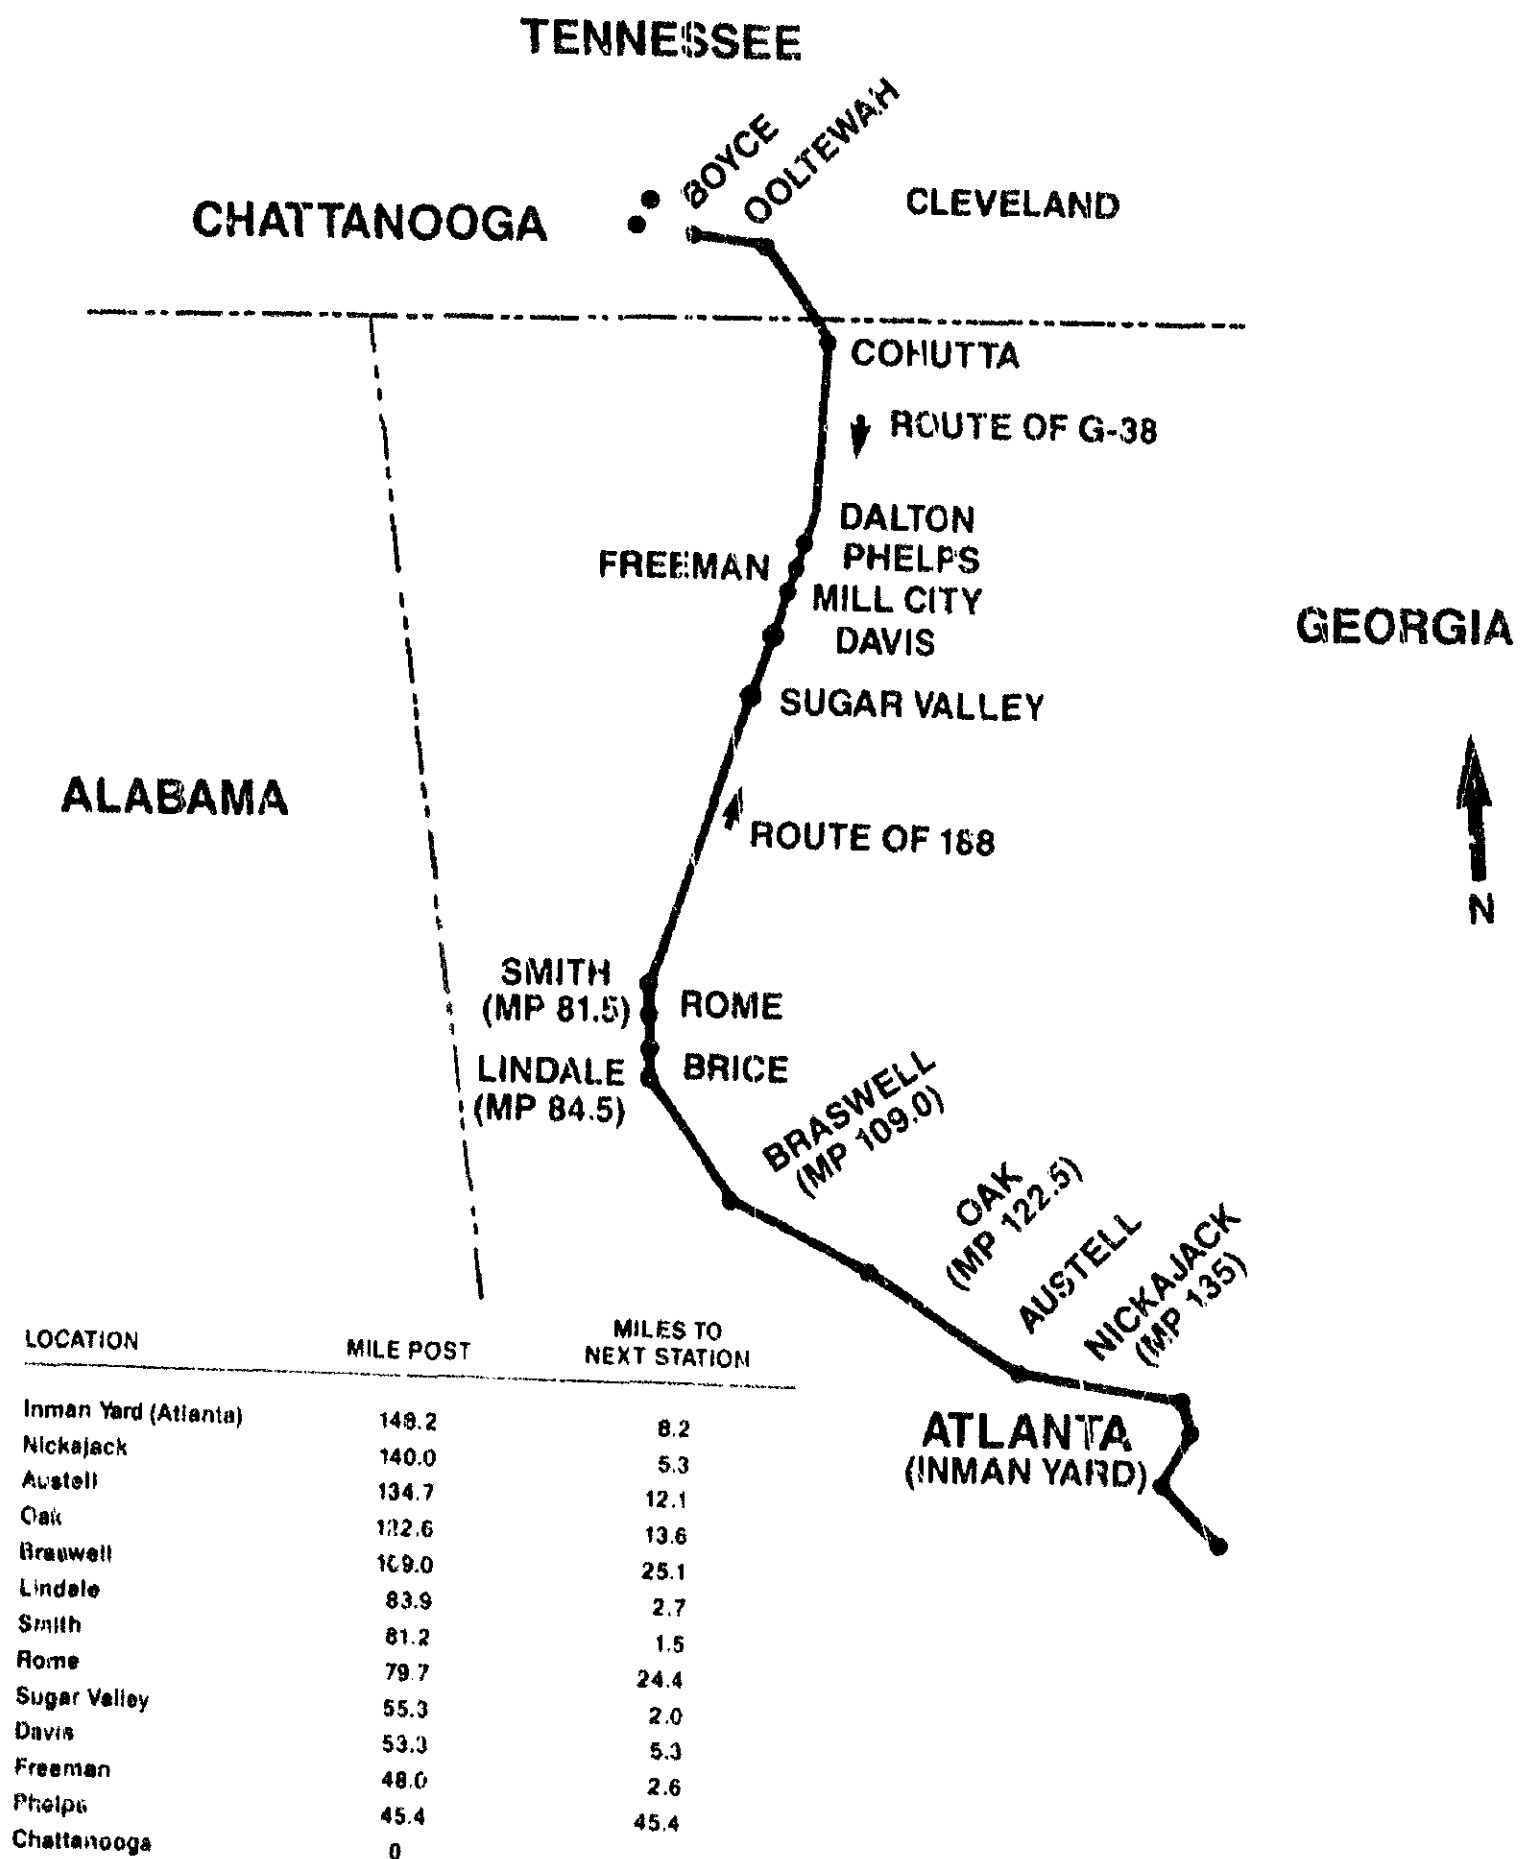 TENNESSEE
BOYCE
OOLTEWAH
CHATTANOOGA
CLEVELAND
COHUTTA
ROUTE OF G-38
DALTON
FREEMAN
PHELPS
MILL CITY
DAVIS
GEORGIA
SUGAR VALLEY
ALABAMA
ROUTE OF 188
N
SMITH
(MP 81.5)
ROME
LINDALE
(MP 84.5)
BRICE
BRASWELL
(MP 109.0)
OAK
(MP 122.5)
AUSTELL
NICKAJACK
(MP 135)
ATLANTA
(INMAN YARD)
LOCATION MILE POST MILES TO NEXT STATION
Inman Yard (Atlanta) 148.2 8.2
Nickajack 140.0 5.3
Austell 134.7 12.1
Oak 122.6 13.6
Braswell 109.0 25.1
Lindale 83.9 2.7
Smith 81.2 1.5
Rome 79.7 24.4
Sugar Valley 55.3 2.0
Davis 53.3 5.3
Freeman 48.0 2.6
Phelps 45.4 45.4
Chattanooga 0